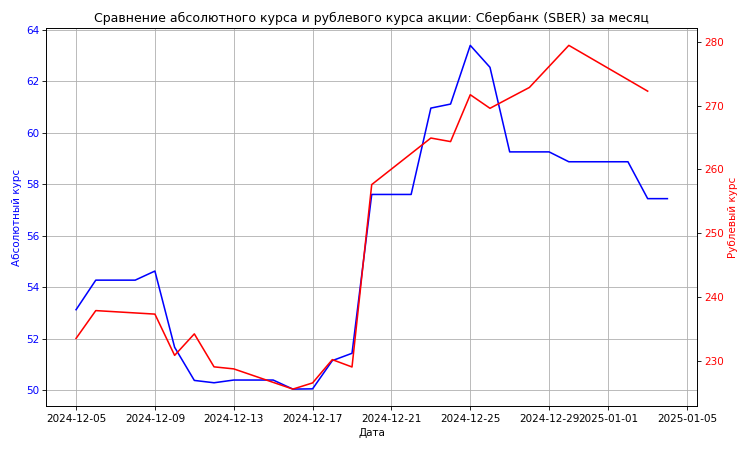 Сравнение абсолютного курса и рублевого курса акции: Сбербанк (SBER) за месяц
64
62
60
58
56
54
52
50
Абсолютный курс
280
270
260
250
240
230
Рублевый курс
2024-12-05 2024-12-09 2024-12-13 2024-12-17 2024-12-21 2024-12-25 2024-12-29 2025-01-01 2025-01-05
Дата